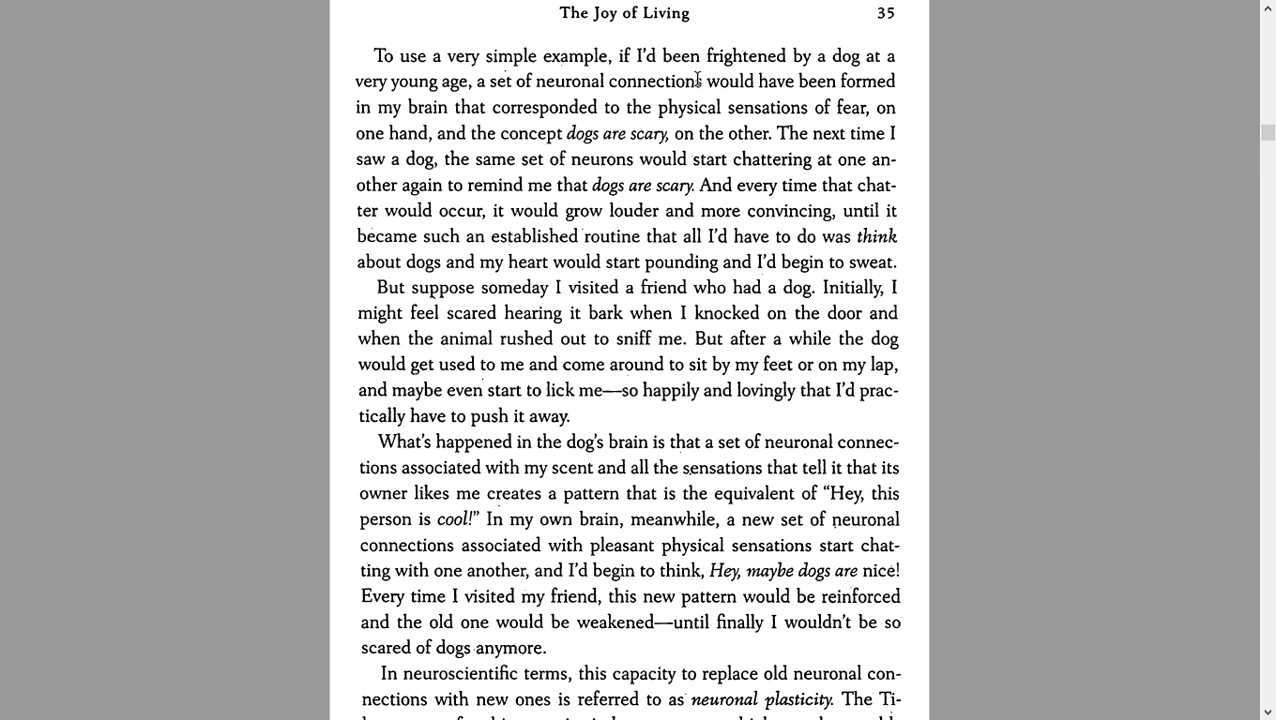 The Joy of Living 35
To use a very simple example, if I'd been frightened by a dog at a
very young age, a set of neuronal connections would have been formed
in my brain that corresponded to the physical sensations of fear, on
one hand, and the concept dogs are scary, on the other. The next time I
saw a dog, the same set of neurons would start chattering at one an-
other again to remind me that dogs are scary. And every time that chat-
ter would occur, it would grow louder and more convincing, until it
became such an established routine that all I'd have to do was think
about dogs and my heart would start pounding and I'd begin to sweat.
But suppose someday I visited a friend who had a dog. Initially, I
might feel scared hearing it bark when I knocked on the door and
when the animal rushed out to sniff me. But after a while the dog
would get used to me and come around to sit by my feet or on my lap,
and maybe even start to lick me—so happily and lovingly that I'd prac-
tically have to push it away.
What's happened in the dog's brain is that a set of neuronal connec-
tions associated with my scent and all the sensations that tell it that its
owner likes me creates a pattern that is the equivalent of "Hey, this
person is cool!" In my own brain, meanwhile, a new set of neuronal
connections associated with pleasant physical sensations start chat-
ting with one another, and I'd begin to think, Hey, maybe dogs are nice!
Every time I visited my friend, this new pattern would be reinforced
and the old one would be weakened—until finally I wouldn't be so
scared of dogs anymore.
In neuroscientific terms, this capacity to replace old neuronal con-
nections with new ones is referred to as neuronal plasticity. The Ti-